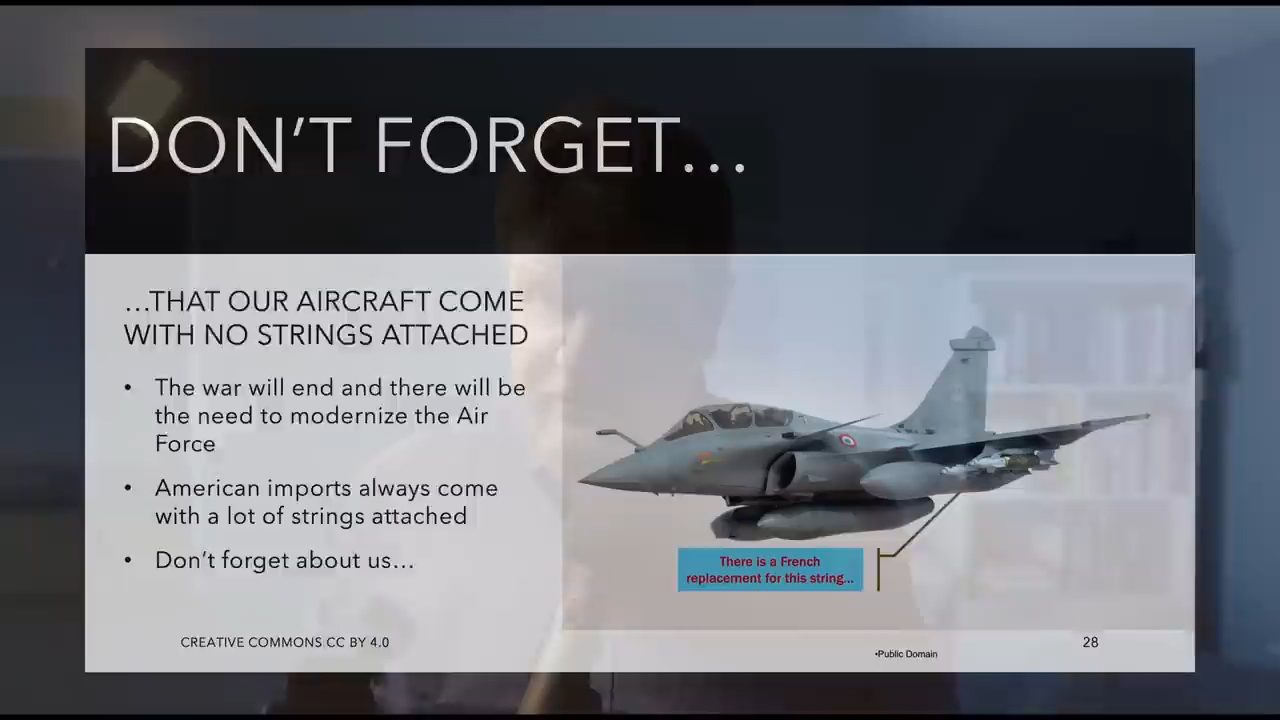 DON'T FORGET...
...THAT OUR AIRCRAFT COME
WITH NO STRINGS ATTACHED
• The war will end and there will be
the need to modernize the Air
Force
• American imports always come
with a lot of strings attached
• Don't forget about us...
There is a French
replacement for this string...
CREATIVE COMMONS CC BY 4.0
•Public Domain
28